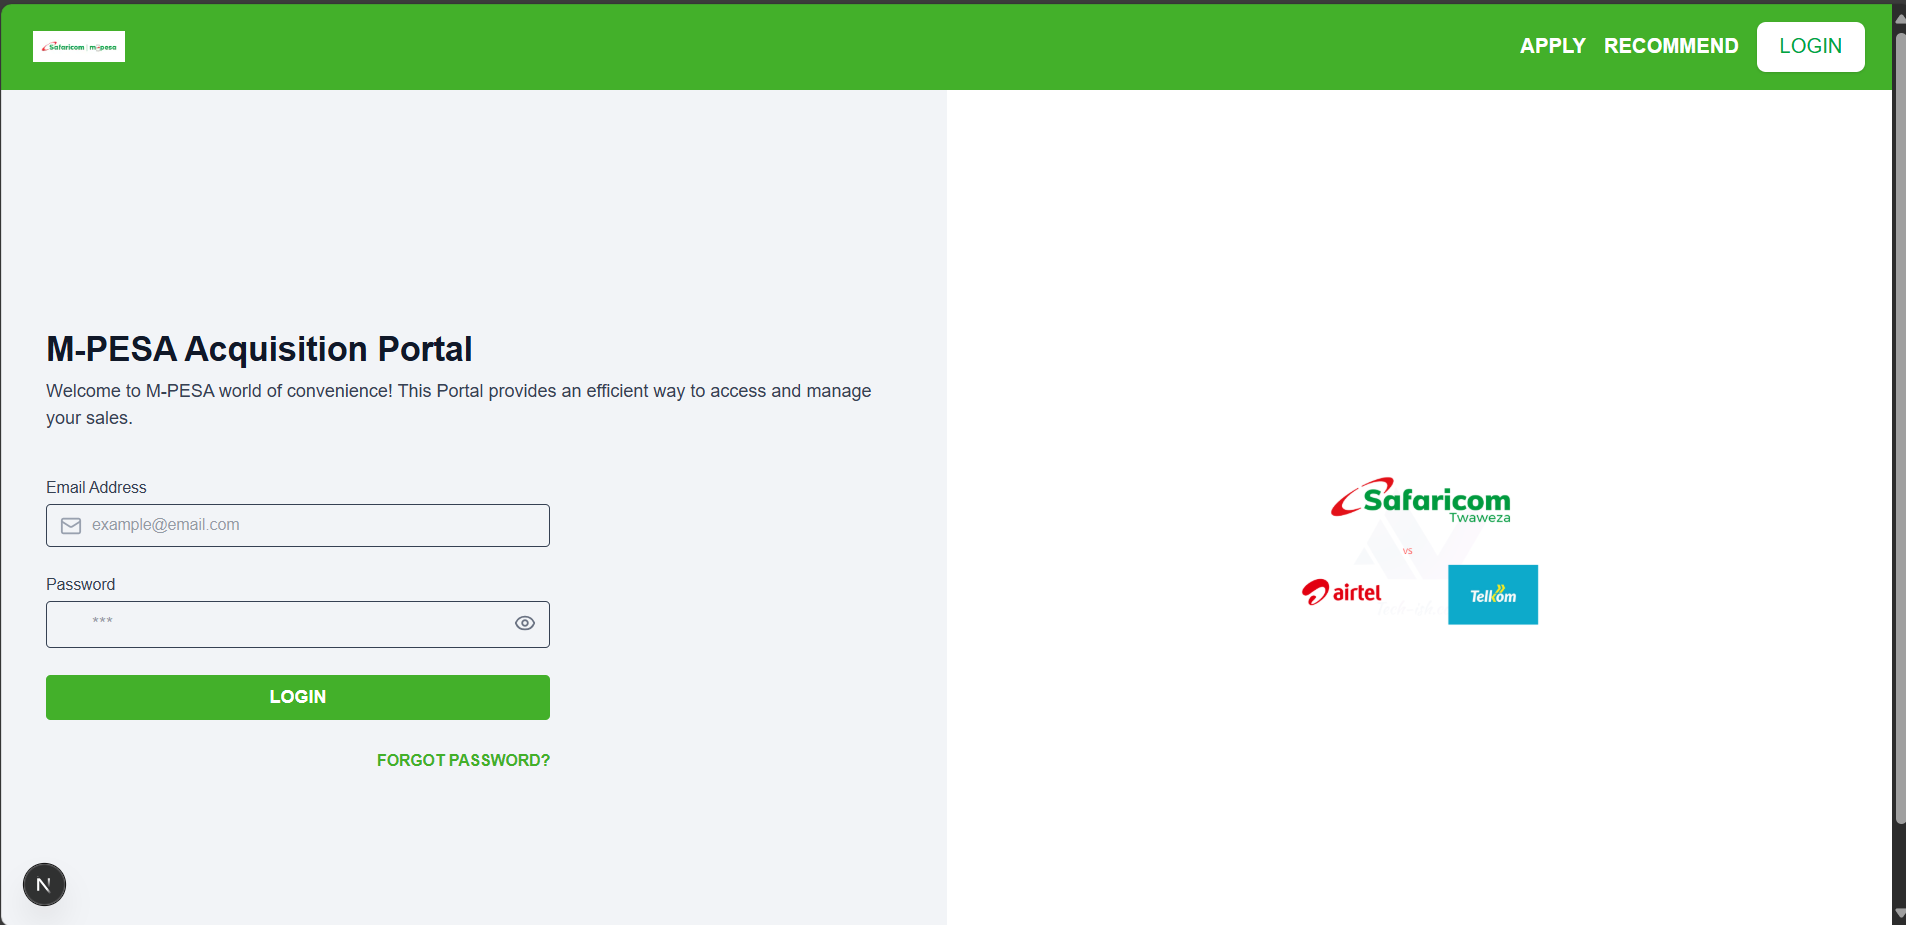 Safaricom | m-pesa
APPLY RECOMMEND LOGIN
M-PESA Acquisition Portal
Welcome to M-PESA world of convenience! This Portal provides an efficient way to access and manage
your sales.
Email Address
example@email.com
Password
***
LOGIN
FORGOT PASSWORD?
N
Safaricom
Twaweza
vs
airtel
Telkom